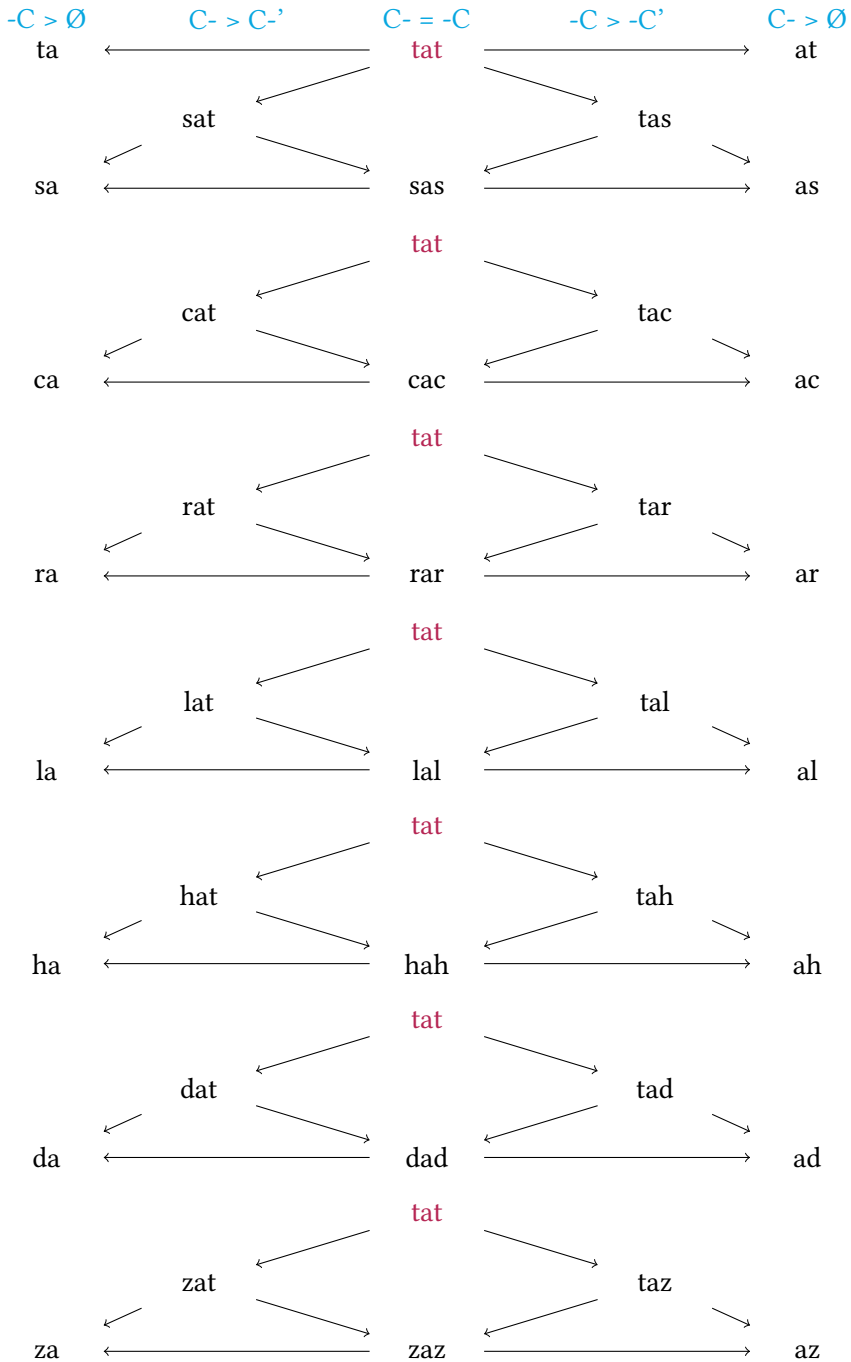 -C > Ø C- > C-’ C- = -C -C > -C’ C- > Ø
ta tat at
sat tas
sa sas as
tat
cat tac
ca cac ac
tat
rat tar
ra rar ar
tat
lat tal
la lal al
tat
hat tah
ha hah ah
tat
dat tad
da dad ad
tat
zat taz
za zaz az